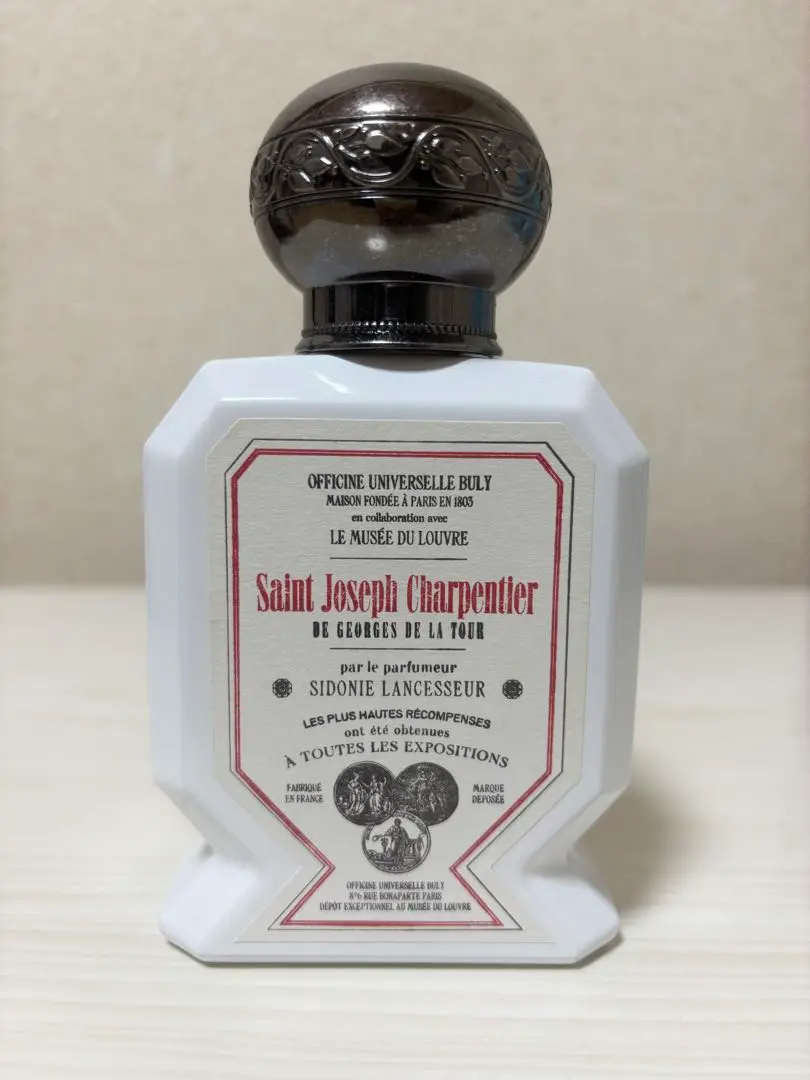 OFFICINE UNIVERSELLE BULY
MAISON FONDÉE À PARIS EN 1803
en collaboration avec
LE MUSÉE DU LOUVRE
Saint Joseph Charpentier
DE GEORGES DE LA TOUR
par le parfumeur
SIDONIE LANCESSEUR
LES PLUS HAUTES RÉCOMPENSES
ont été obtenues
À TOUTES LES EXPOSITIONS
FABRIQUÉ
EN FRANCE
MARQUE
DEPOSÉE
OFFICINE UNIVERSELLE BULY
N°6 RUE BONAPARTE PARIS
DÉPÔT EXCEPTIONNEL AU MUSÉE DU LOUVRE